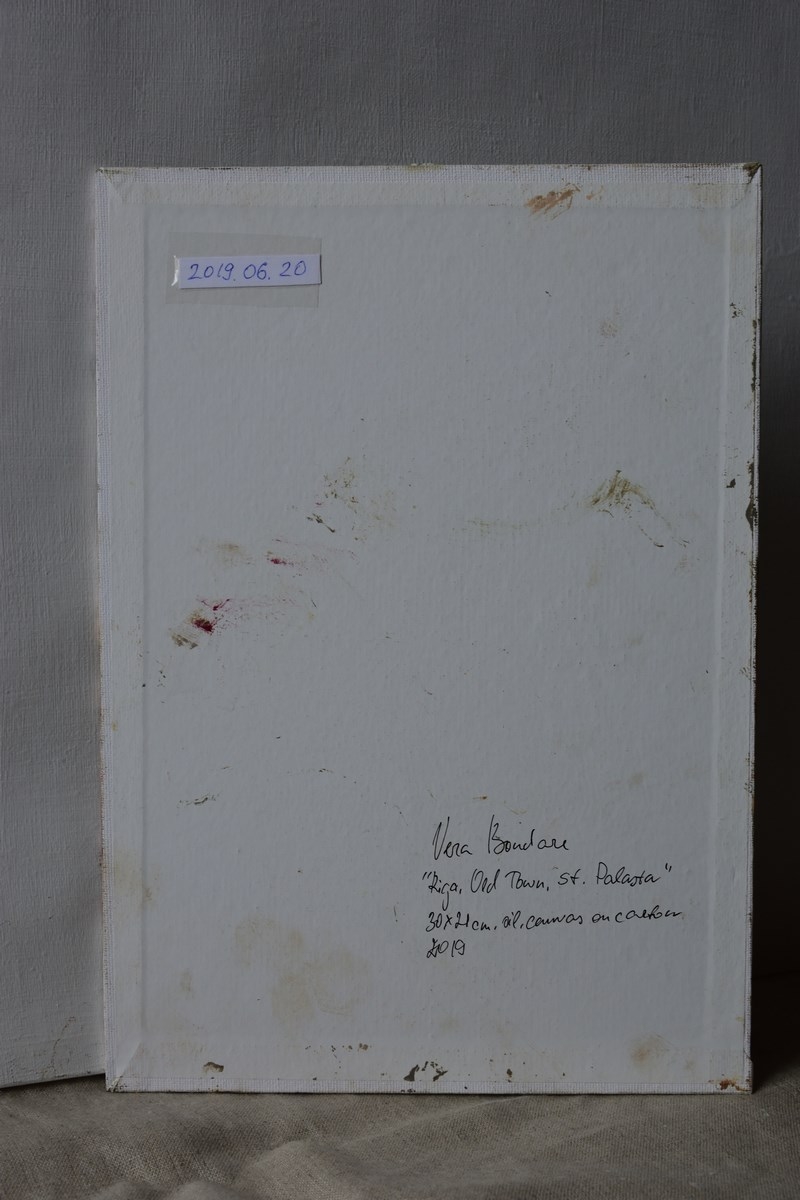 2019.06.20
Vera Bondare
"Riga, Old Town, st. Palasta"
30x21cm. oil, canvas on carton
2019